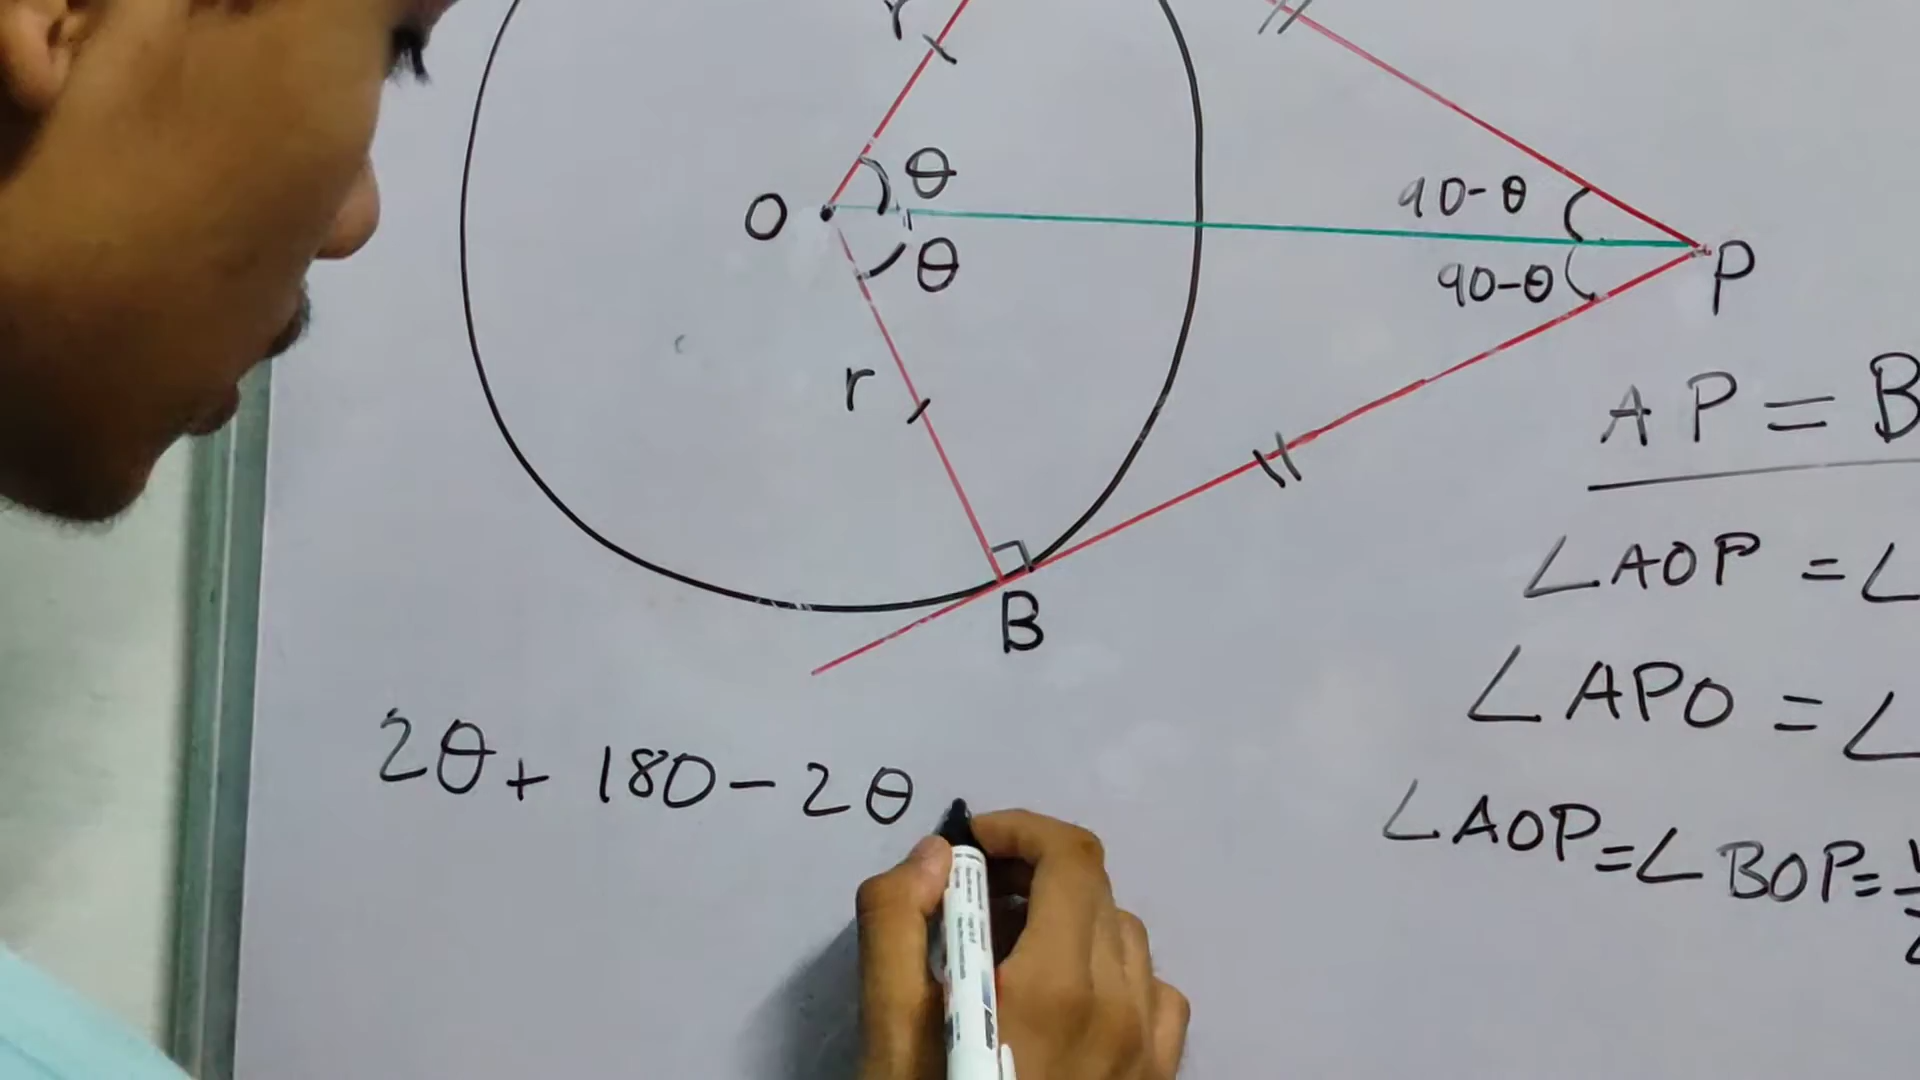 r
θ
O
θ
90-θ
90-θ
P
r
B
AP = B
∠AOP = ∠
∠APO = ∠
2θ + 180 - 2θ
∠AOP = ∠BOP =